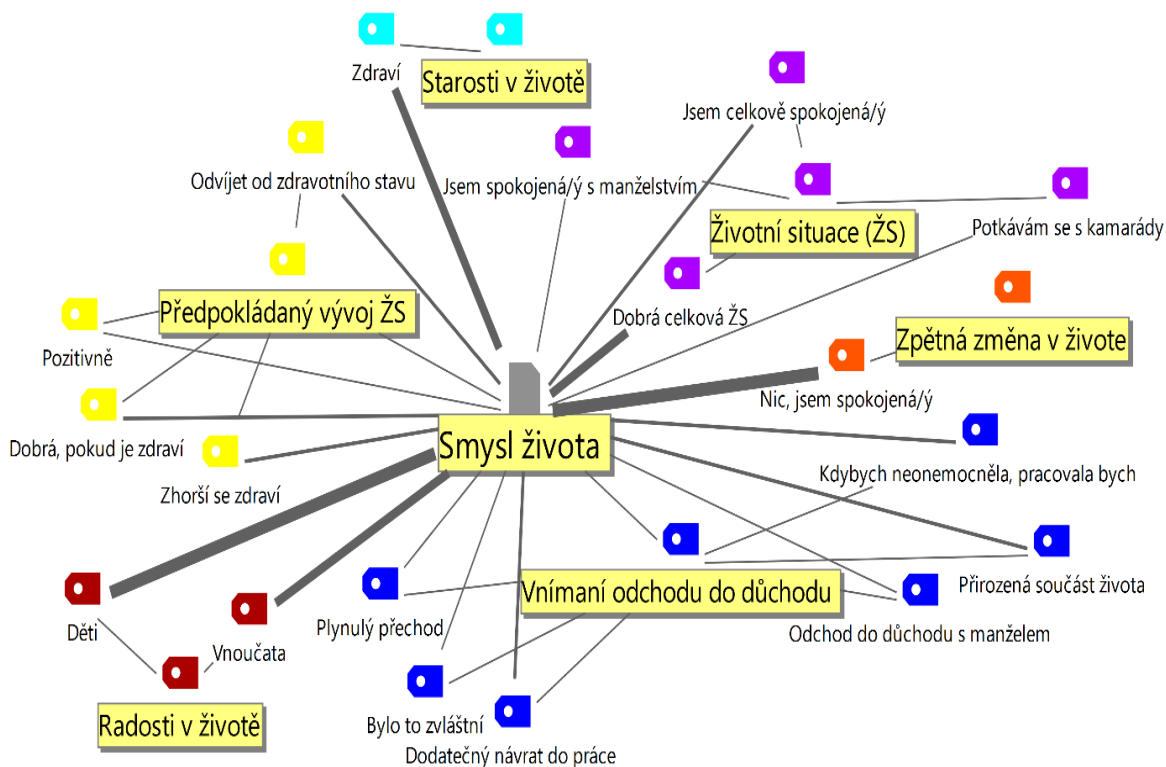 Zdraví
Starosti v životě
Jsem celkově spokojená/ý
Odvíjet od zdravotního stavu
Jsem spokojená/ý s manželstvím
Životní situace (ŽS)
Potkávám se s kamarády
Předpokládaný vývoj ŽS
Dobrá celková ŽS
Zpětná změna v živote
Pozitivně
Nic, jsem spokojená/ý
Dobrá, pokud je zdraví
Smysl života
Zhorší se zdraví
Kdybych neonemocněla, pracovala bych
Přirozená součást života
Vnímaní odchodu do důchodu
Děti
Plynulý přechod
Odchod do důchodu s manželem
Vnoučata
Radosti v životě
Bylo to zvláštní
Dodatečný návrat do práce